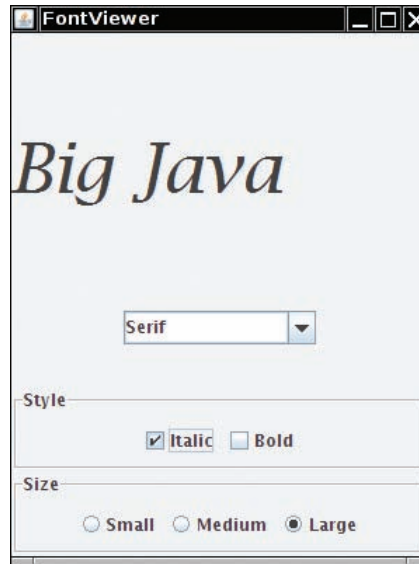 FontViewer
Big Java
Serif
Style
Italic Bold
Size
Small Medium Large